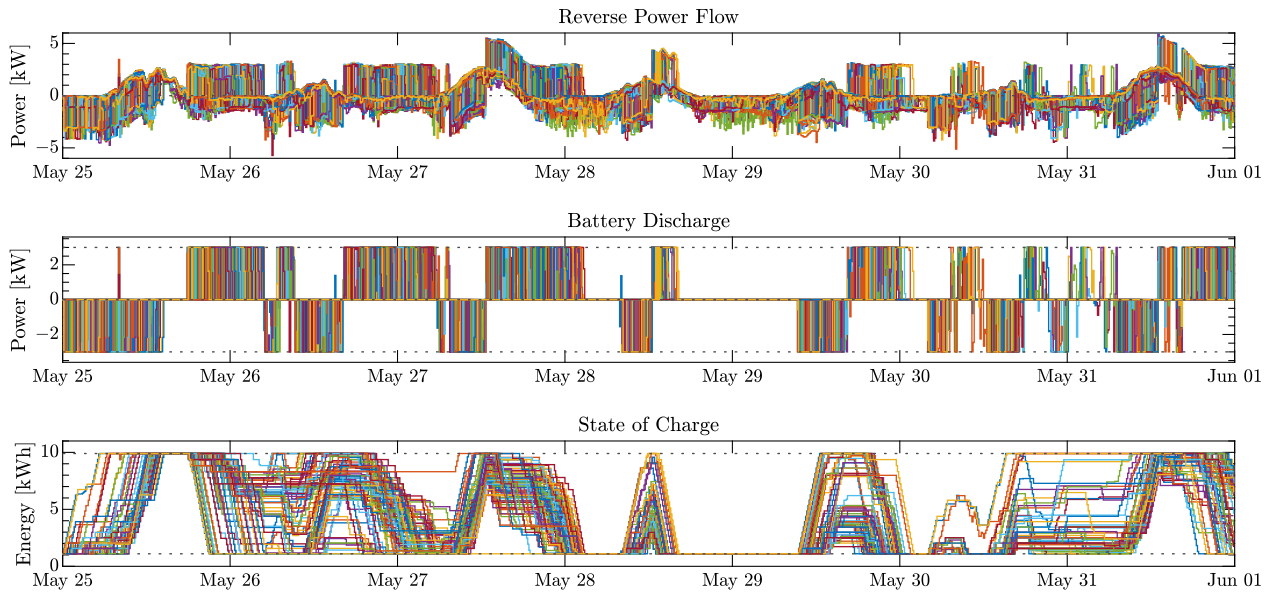 Reverse Power Flow
Power [kW]
5
0
−5
May 25 May 26 May 27 May 28 May 29 May 30 May 31 Jun 01
Battery Discharge
Power [kW]
2
0
−2
May 25 May 26 May 27 May 28 May 29 May 30 May 31 Jun 01
State of Charge
Energy [kWh]
10
5
0
May 25 May 26 May 27 May 28 May 29 May 30 May 31 Jun 01